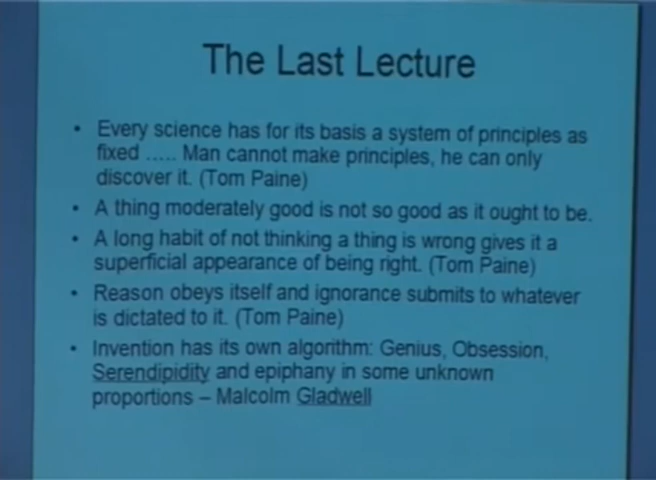 The Last Lecture
• Every science has for its basis a system of principles as
fixed ..... Man cannot make principles, he can only
discover it. (Tom Paine)
• A thing moderately good is not so good as it ought to be.
• A long habit of not thinking a thing is wrong gives it a
superficial appearance of being right. (Tom Paine)
• Reason obeys itself and ignorance submits to whatever
is dictated to it. (Tom Paine)
• Invention has its own algorithm: Genius, Obsession,
Serendipidity and epiphany in some unknown
proportions – Malcolm Gladwell